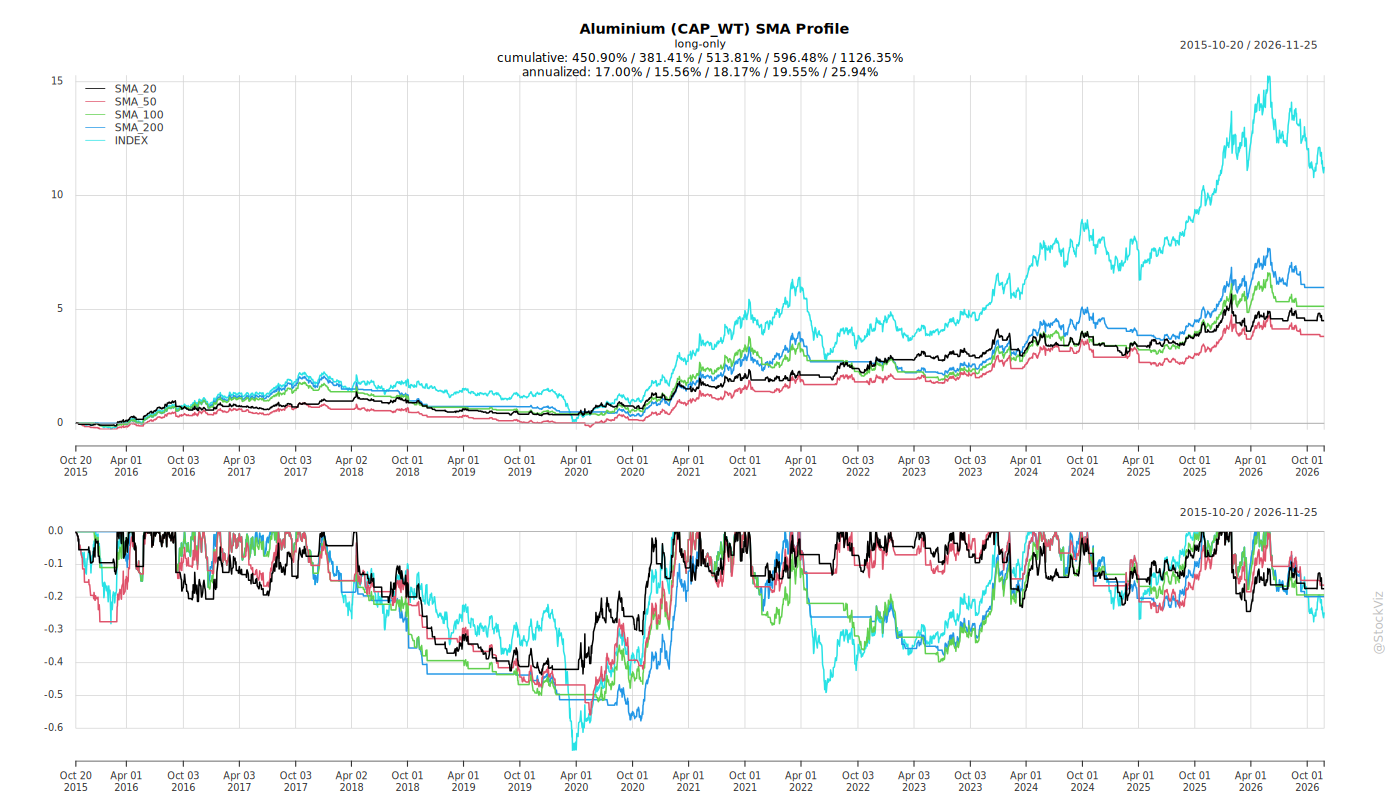 Aluminium (CAP_WT) SMA Profile
long-only
cumulative: 450.90% / 381.41% / 513.81% / 596.48% / 1126.35%
annualized: 17.00% / 15.56% / 18.17% / 19.55% / 25.94%
2015-10-20 / 2026-11-25
15
10
5
0
SMA_20
SMA_50
SMA_100
SMA_200
INDEX
Oct 20 Apr 01 Oct 03 Apr 03 Oct 03 Apr 02 Oct 01 Apr 01 Oct 01 Apr 01 Oct 01 Apr 01 Oct 01 Apr 01 Oct 03 Apr 03 Oct 03 Apr 01 Oct 01 Apr 01 Oct 01 Apr 01 Oct 01
2015 2016 2016 2017 2017 2018 2018 2019 2019 2020 2020 2021 2021 2022 2022 2023 2023 2024 2024 2025 2025 2026 2026
2015-10-20 / 2026-11-25
0.0
-0.1
-0.2
-0.3
-0.4
-0.5
-0.6
Oct 20 Apr 01 Oct 03 Apr 03 Oct 03 Apr 02 Oct 01 Apr 01 Oct 01 Apr 01 Oct 01 Apr 01 Oct 01 Apr 01 Oct 03 Apr 03 Oct 03 Apr 01 Oct 01 Apr 01 Oct 01 Apr 01 Oct 01
2015 2016 2016 2017 2017 2018 2018 2019 2019 2020 2020 2021 2021 2022 2022 2023 2023 2024 2024 2025 2025 2026 2026
@StockViz